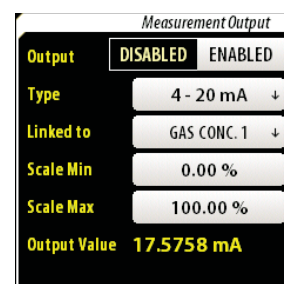 Measurement Output
Output DISABLED ENABLED
Type 4 - 20 mA ↓
Linked to GAS CONC. 1 ↓
Scale Min 0.00 %
Scale Max 100.00 %
Output Value 17.5758 mA